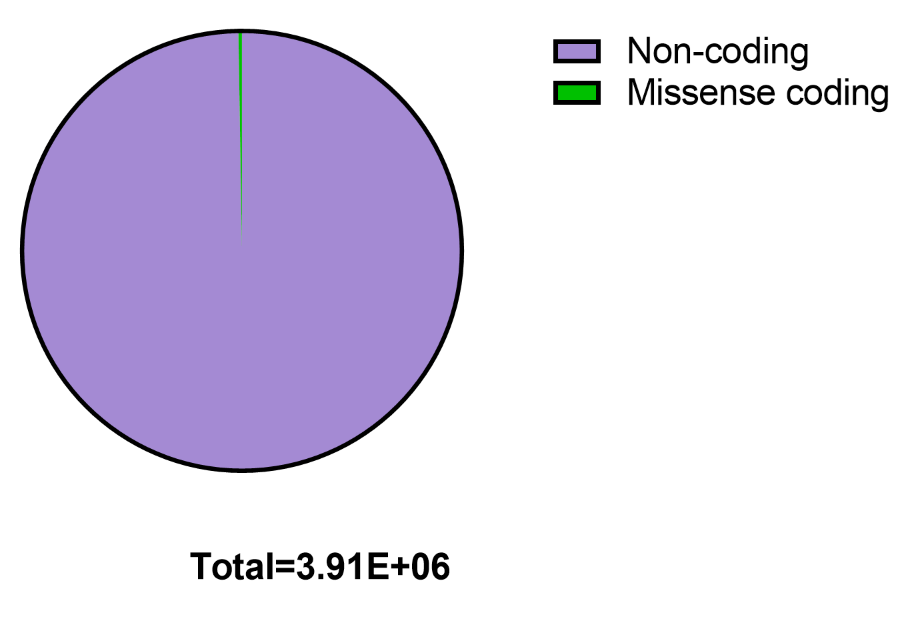 Non-coding
Missense coding
Total=3.91E+06